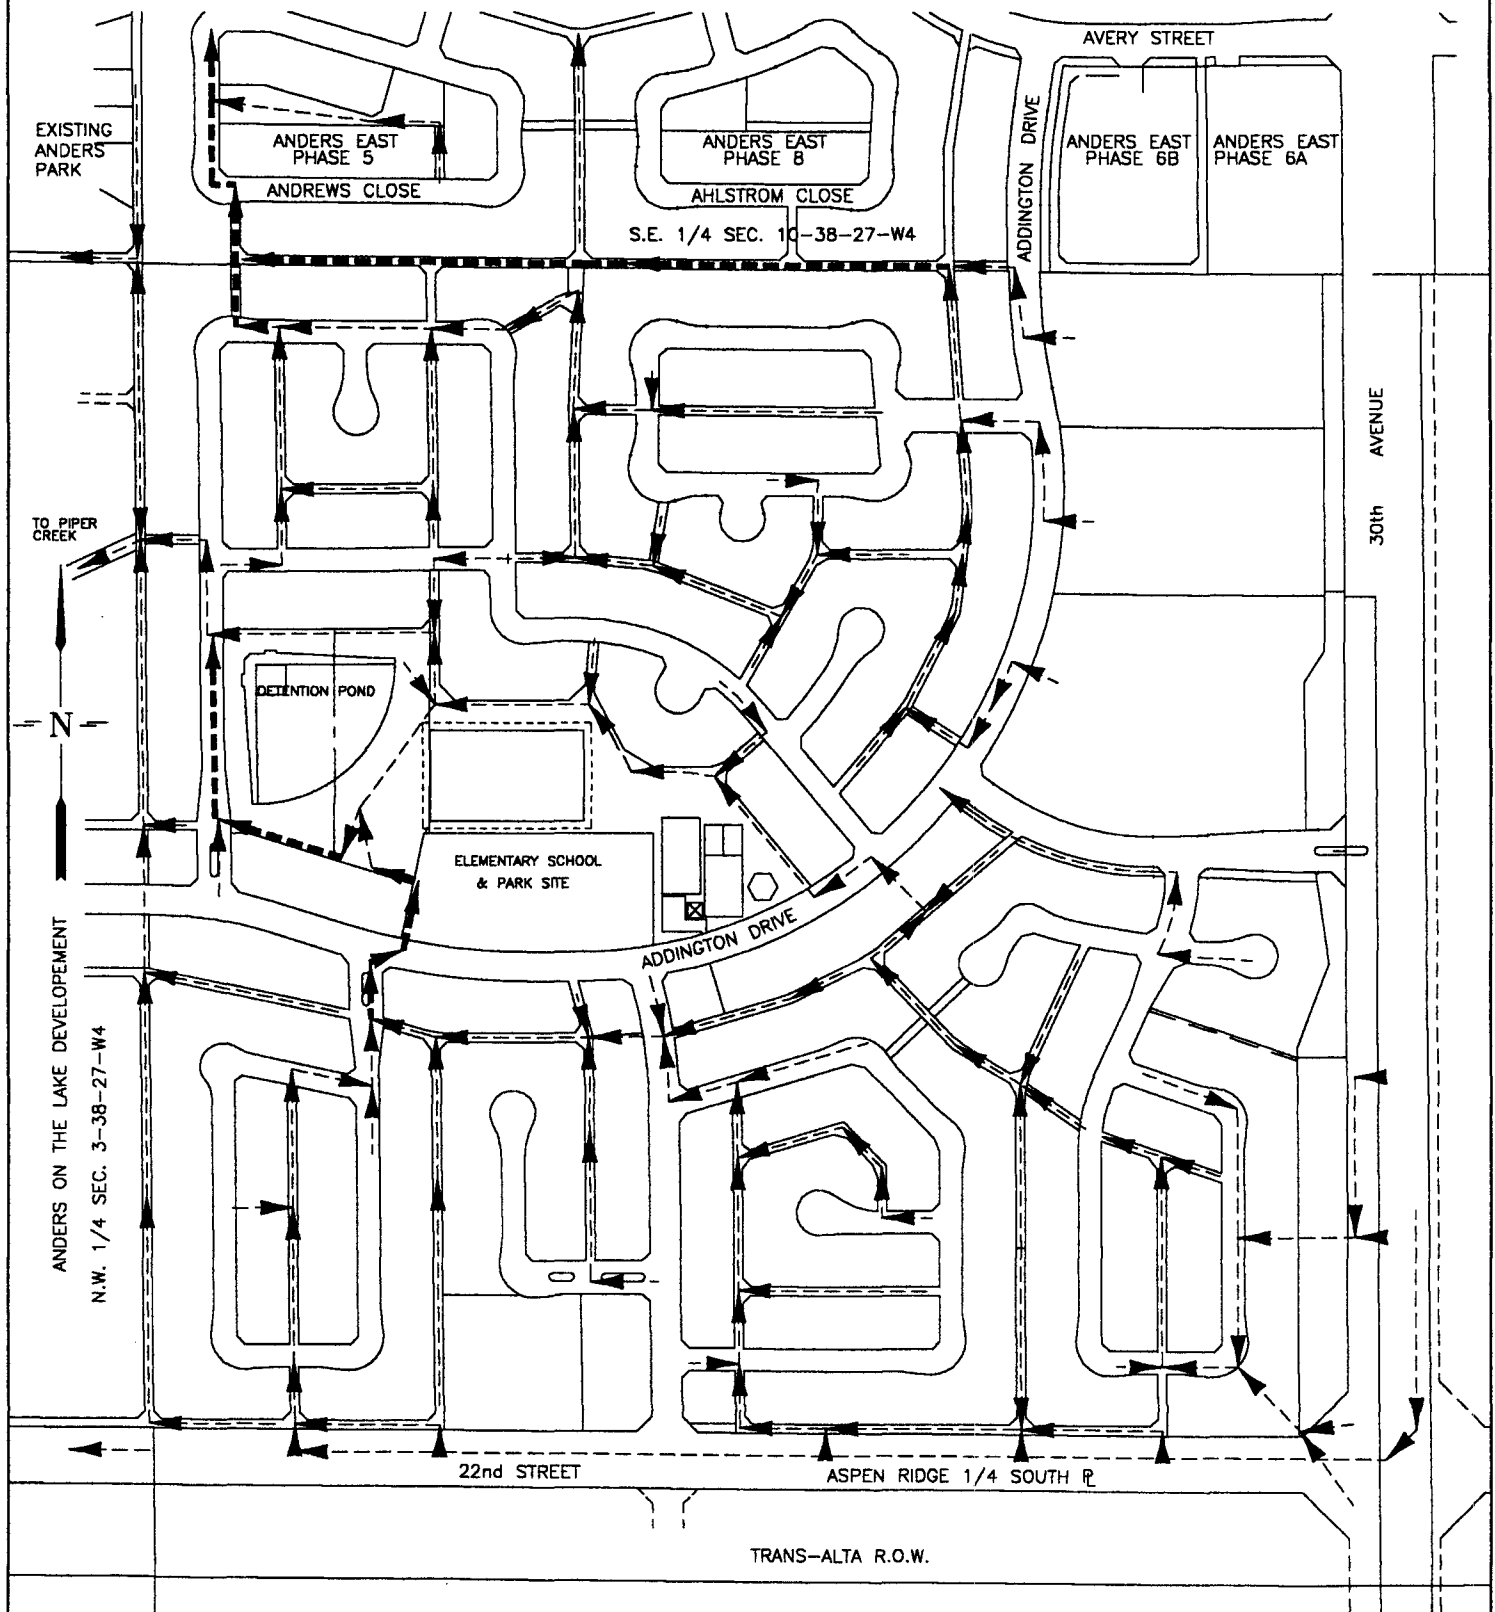 AVERY STREET
EXISTING
ANDERS
PARK
ANDERS EAST
PHASE 5
ANDERS EAST
PHASE 8
ADDINGTON DRIVE
ANDERS EAST
PHASE 6B
ANDERS EAST
PHASE 6A
ANDREWS CLOSE
AHLSTROM CLOSE
S.E. 1/4 SEC. 10-38-27-W4
30th AVENUE
TO PIPER
CREEK
DETENTION POND
N
ELEMENTARY SCHOOL
& PARK SITE
ADDINGTON DRIVE
ANDERS ON THE LAKE DEVELOPEMENT
N.W. 1/4 SEC. 3-38-27-W4
22nd STREET
ASPEN RIDGE 1/4 SOUTH PL
TRANS-ALTA R.O.W.